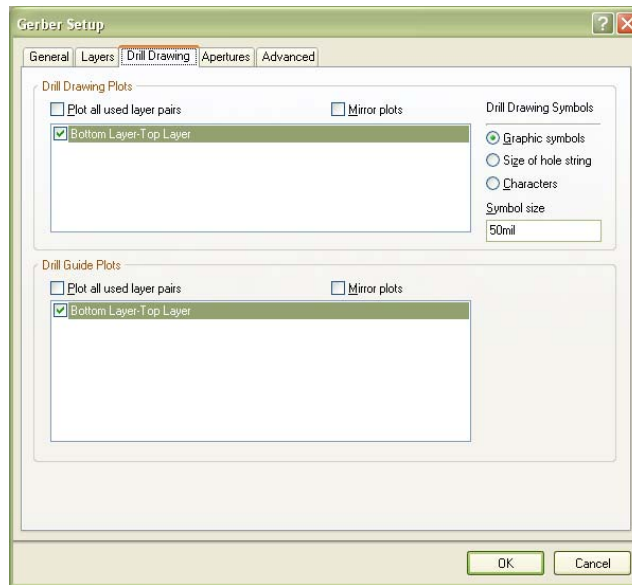 Gerber Setup
General Layers Drill Drawing Apertures Advanced
Drill Drawing Plots
Plot all used layer pairs
Mirror plots
Bottom Layer-Top Layer
Drill Drawing Symbols
Graphic symbols
Size of hole string
Characters
Symbol size
50mil
Drill Guide Plots
Plot all used layer pairs
Mirror plots
Bottom Layer-Top Layer
OK Cancel